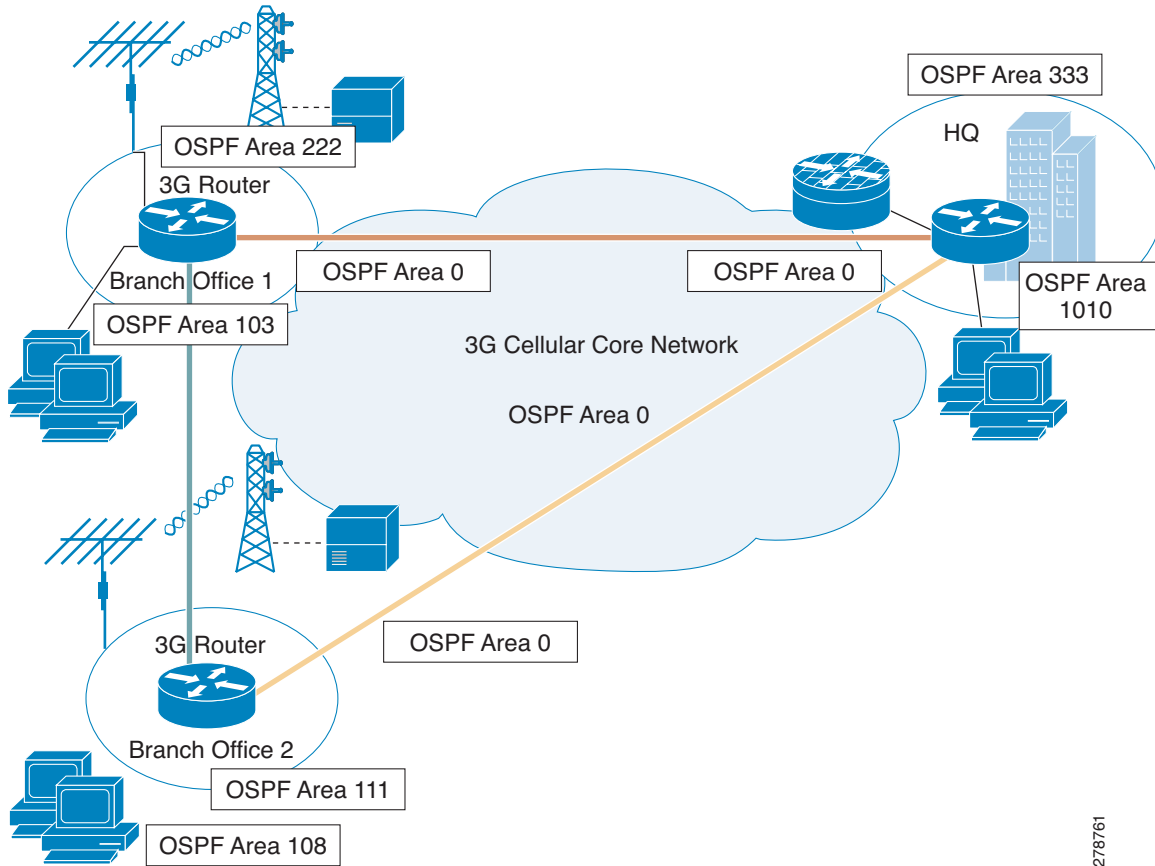 OSPF Area 333
HQ
OSPF Area 222
3G Router
Branch Office 1
OSPF Area 0
OSPF Area 0
OSPF Area
1010
OSPF Area 103
3G Cellular Core Network
OSPF Area 0
OSPF Area 0
3G Router
Branch Office 2
OSPF Area 111
OSPF Area 108
278761